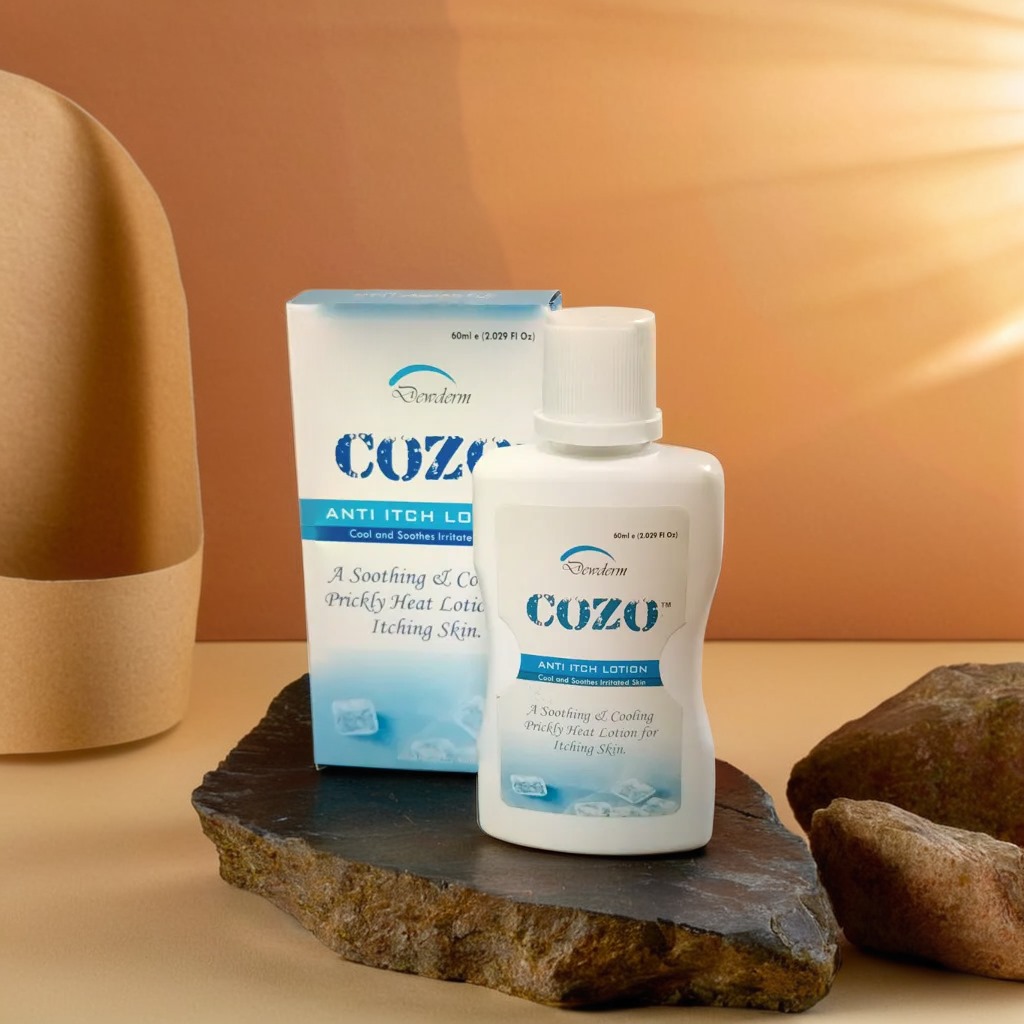 60ml e (2.029 Fl Oz)
Dewderm
COZO
ANTI ITCH LO
Cool and Soothes Irritate
A Soothing & Co
Prickly Heat Lotio
Itching Skin.
60ml e (2.029 Fl Oz)
Dewderm
COZO™
ANTI ITCH LOTION
Cool and Soothes Irritated Skin
A Soothing & Cooling
Prickly Heat Lotion for
Itching Skin.